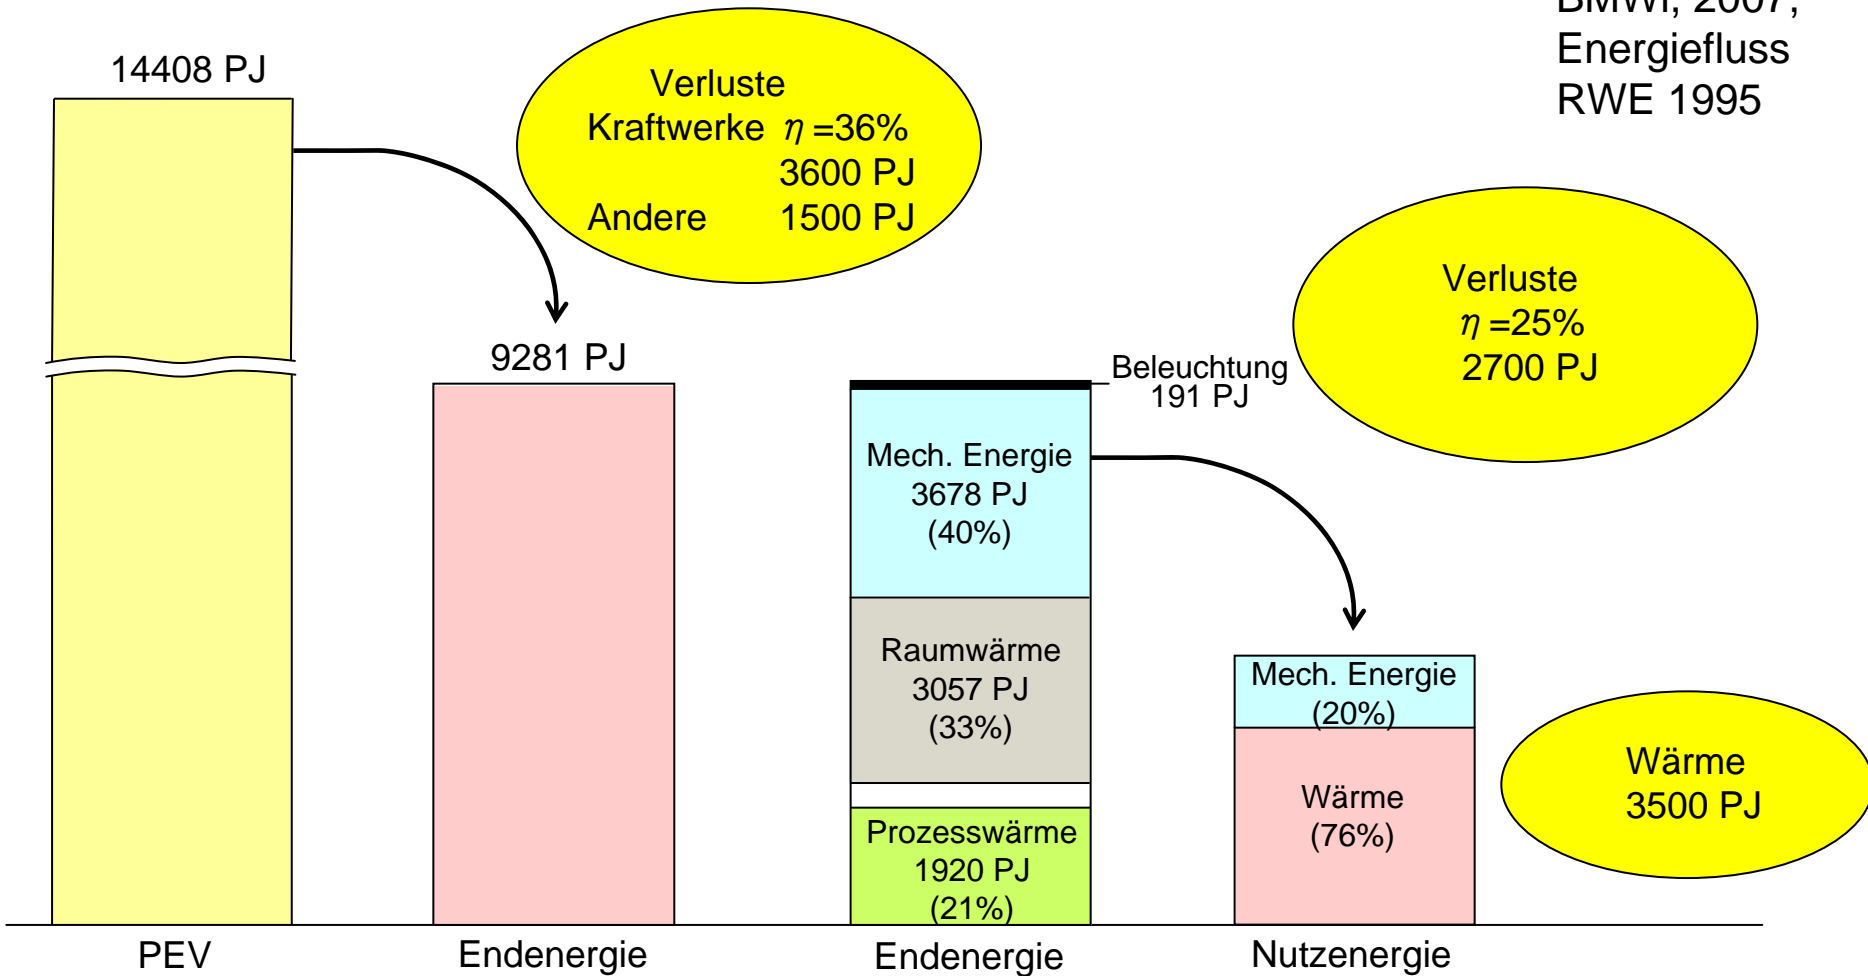 BMWi, 2007,
Energiefluss
RWE 1995
14408 PJ
Verluste
Kraftwerke η =36%
3600 PJ
Andere 1500 PJ
9281 PJ
Verluste
η =25%
2700 PJ
Beleuchtung
191 PJ
Mech. Energie
3678 PJ
(40%)
Raumwärme
3057 PJ
(33%)
Prozesswärme
1920 PJ
(21%)
Mech. Energie
(20%)
Wärme
(76%)
Wärme
3500 PJ
PEV
Endenergie
Endenergie
Nutzenergie